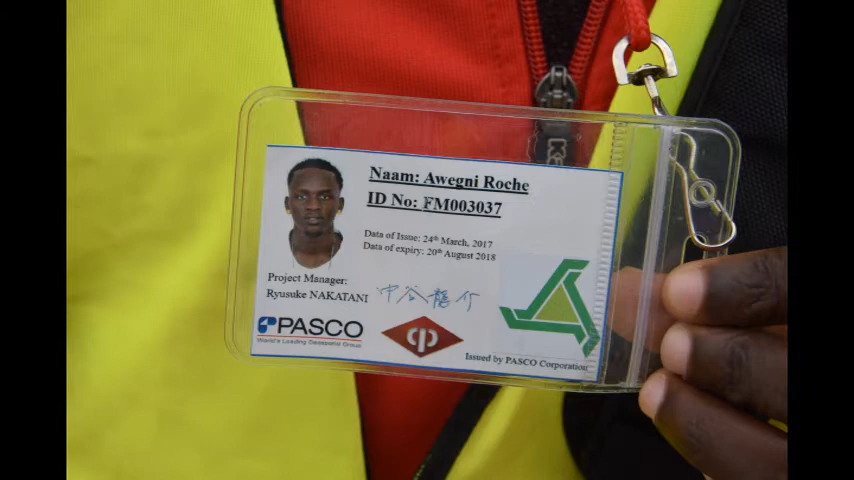 Naam: Awegni Roche
ID No: FM003037
Data of Issue: 24th March, 2017
Data of expiry: 20th August 2018
Project Manager:
Ryusuke NAKATANI 中谷龍介
PASCO
World's Leading Geospatial Group
Issued by PASCO Corporation